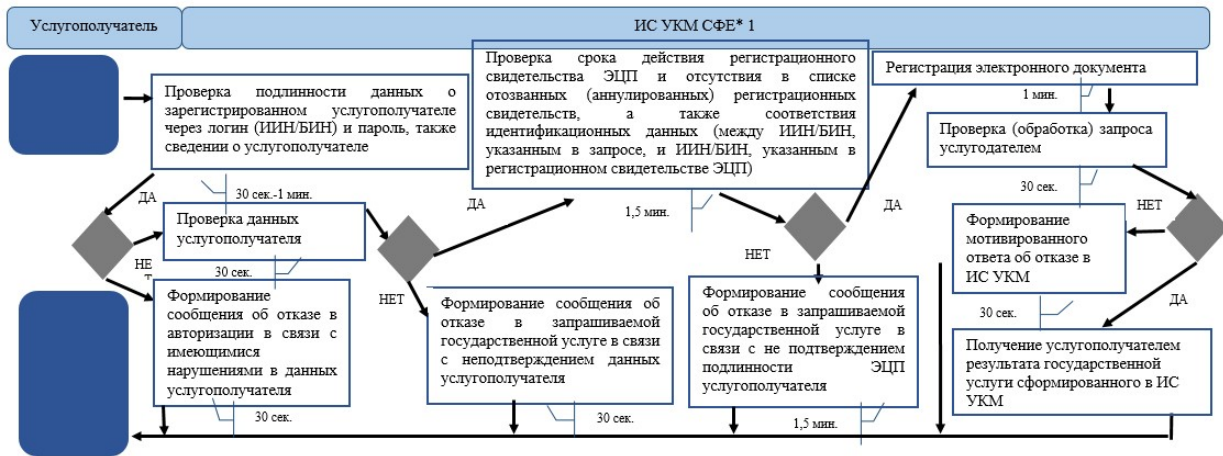 Услугополучатель
ИС УКМ СФЕ* 1
Проверка подлинности данных о
зарегистрированном услугополучателе
через логин (ИИН/БИН) и пароль, также
сведении о услугополучателе
30 сек.-1 мин.
ДА
Проверка данных
услугополучателя
30 сек.
НЕ
Т
Формирование
сообщения об отказе в
авторизации в связи с
имеющимися
нарушениями в данных
услугополучателя
30 сек.
ДА
НЕТ
Формирование сообщения об
отказе в запрашиваемой
государственной услуге в
связи с неподтверждением данных
услугополучателя
30 сек.
Проверка срока действия регистрационного
свидетельства ЭЦП и отсутствия в списке
отозванных (аннулированных) регистрационных
свидетельств, а также соответствия
идентификационных данных (между ИИН/БИН,
указанным в запросе, и ИИН/БИН, указанным в
регистрационном свидетельстве ЭЦП)
1,5 мин.
ДА
НЕТ
Формирование сообщения
об отказе в запрашиваемой
государственной услуге в
связи с не подтверждением
подлинности ЭЦП
услугополучателя
1,5 мин.
Регистрация электронного документа
1 мин.
Проверка (обработка) запроса
услугодателем
30 сек.
НЕТ
Формирование
мотивированного
ответа об отказе в
ИС УКМ
30 сек.
ДА
Получение услугополучателем
результата государственной
услуги сформированного в ИС
УКМ